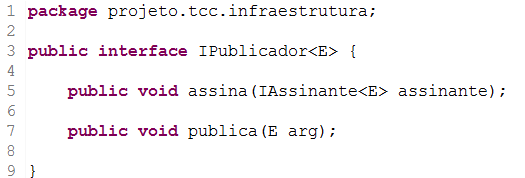 1 package projeto.tcc.infraestrutura;
2
3 public interface IPublicador<E> {
4
5     public void assina(IAssinante<E> assinante);
6
7     public void publica(E arg);
8
9 }